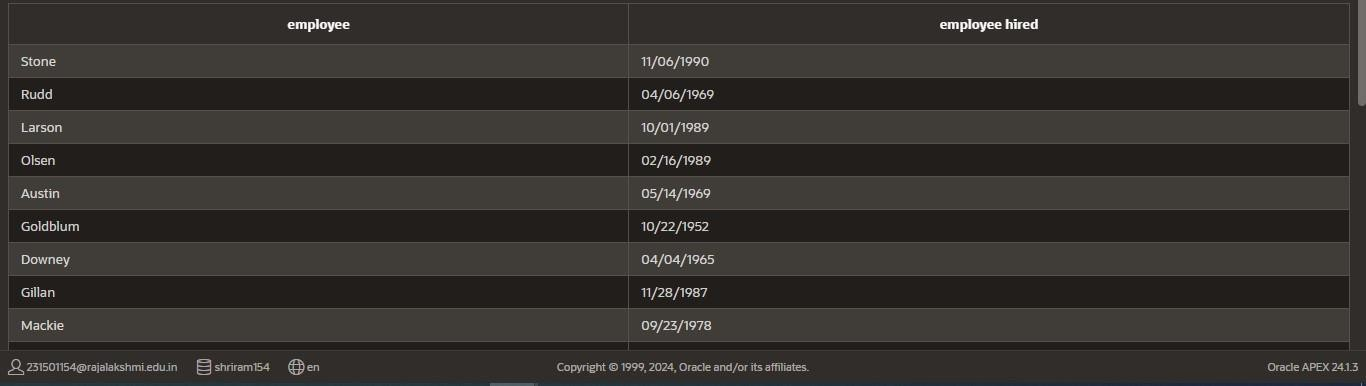 employee employee hired
Stone 11/06/1990
Rudd 04/06/1969
Larson 10/01/1989
Olsen 02/16/1989
Austin 05/14/1969
Goldblum 10/22/1952
Downey 04/04/1965
Gillan 11/28/1987
Mackie 09/23/1978
231501154@rajalakshmi.edu.in shriram154 en Copyright © 1999, 2024, Oracle and/or its affiliates. Oracle APEX 24.1.3